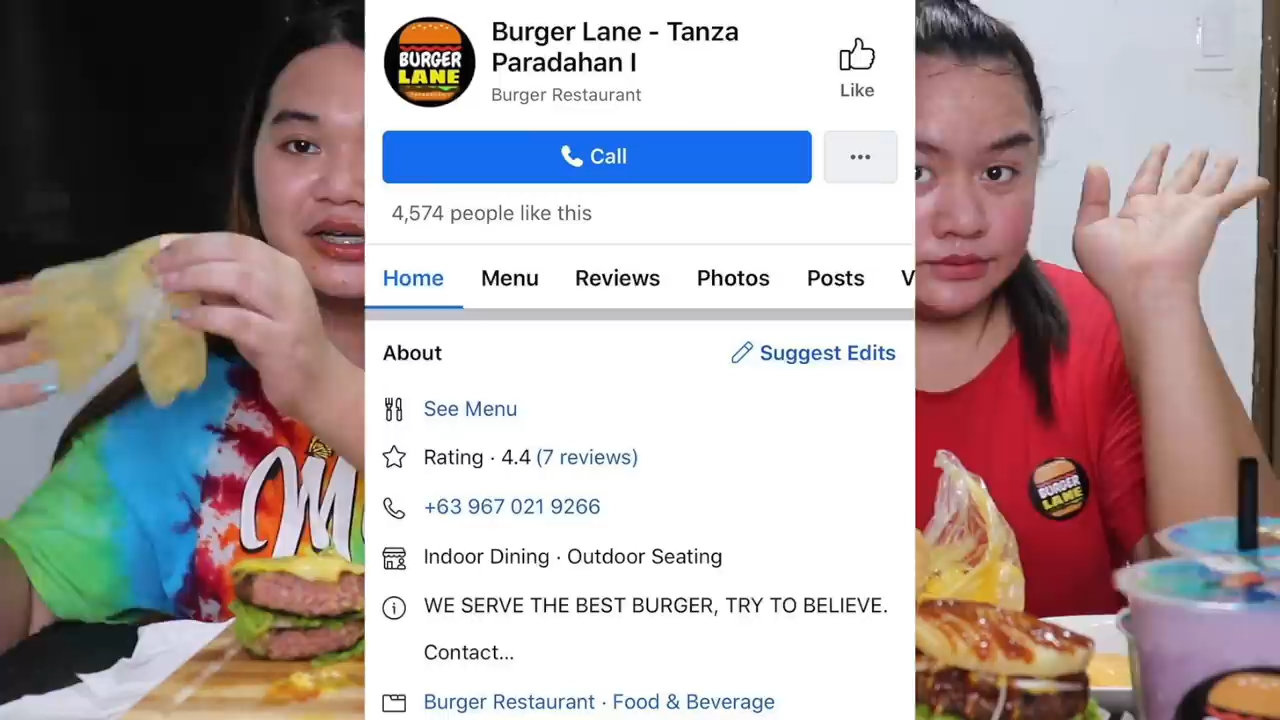 BURGER
LANE
Burger Lane - Tanza
Paradahan I
Burger Restaurant
Like
Call
4,574 people like this
Home Menu Reviews Photos Posts V
About
Suggest Edits
See Menu
Rating · 4.4 (7 reviews)
+63 967 021 9266
Indoor Dining · Outdoor Seating
WE SERVE THE BEST BURGER, TRY TO BELIEVE.
Contact...
Burger Restaurant · Food & Beverage
M
BURGER
LANE